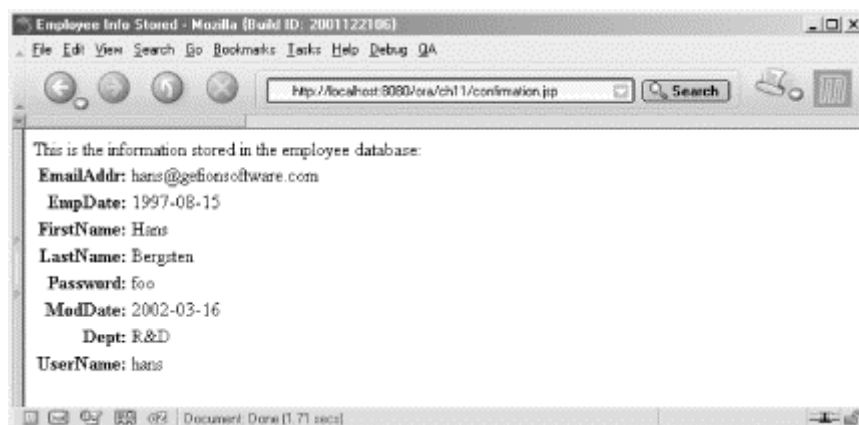 Employee Info Stored - Mozilla {Build ID: 2001122106}
File Edit View Search Go Bookmarks Tasks Help Debug QA
http://localhost:8080/ora/ch11/confirmation.jsp Search
This is the information stored in the employee database:
EmailAddr: hans@gefionsoftware.com
EmpDate: 1997-08-15
FirstName: Hans
LastName: Bergsten
Password: foo
ModDate: 2002-03-16
Dept: R&D
UserName: hans
Document: Done (1.71 secs)